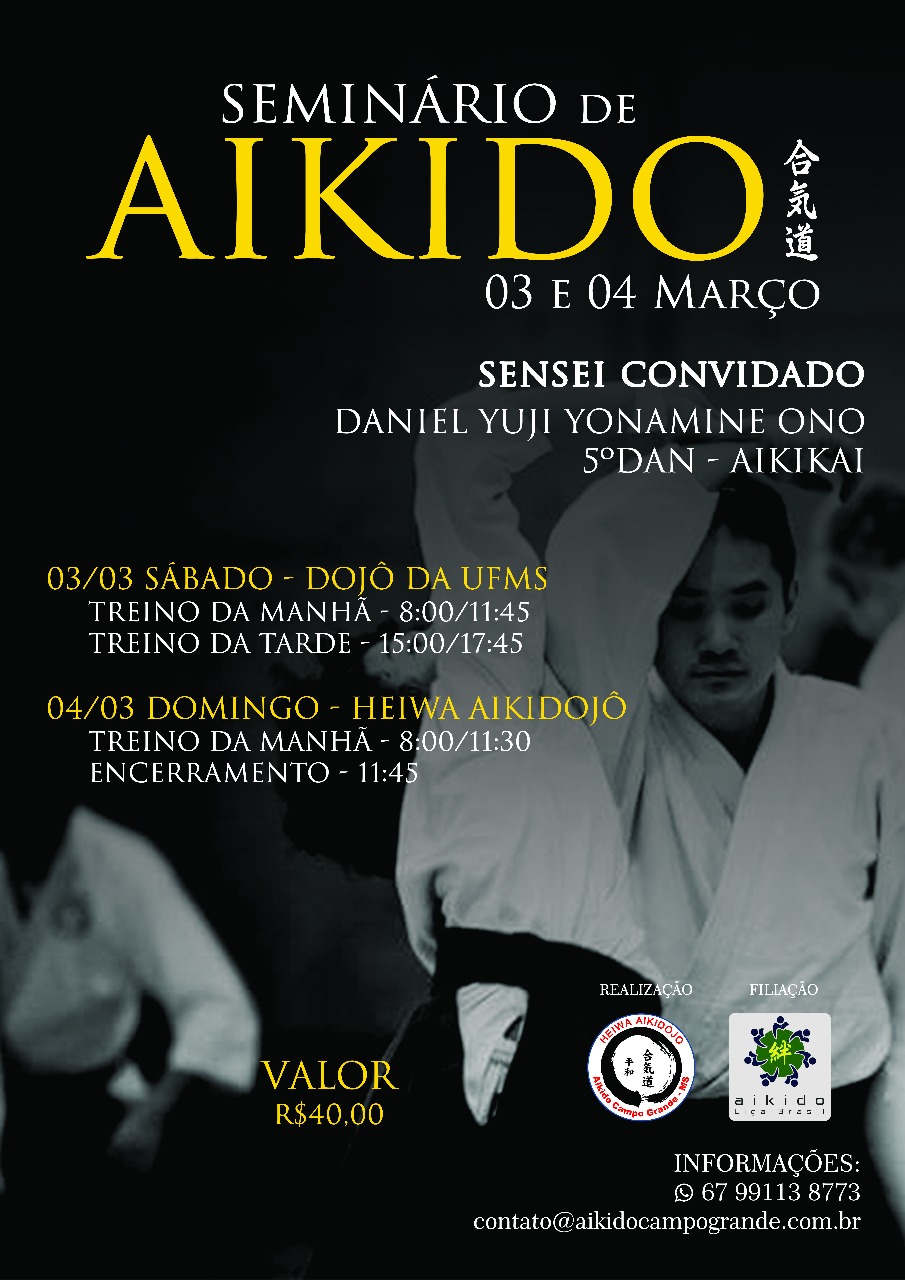 SEMINÁRIO DE
AIKIDO
合気道
03 E 04 MARÇO
SENSEI CONVIDADO
DANIEL YUJI YONAMINE ONO
5ºDAN - AIKIKAI
03/03 SÁBADO - DOJÔ DA UFMS
TREINO DA MANHÃ - 8:00/11:45
TREINO DA TARDE - 15:00/17:45
04/03 DOMINGO - HEIWA AIKIDOJÔ
TREINO DA MANHÃ - 8:00/11:30
ENCERRAMENTO - 11:45
REALIZAÇÃO
FILIAÇÃO
HEIWA AIKIDOJO
合気道
平和
Aikido Campo Grande - MS
絆
aikido
Liga Brasil
VALOR
R$40,00
INFORMAÇÕES:
67 99113 8773
contato@aikidocampogrande.com.br